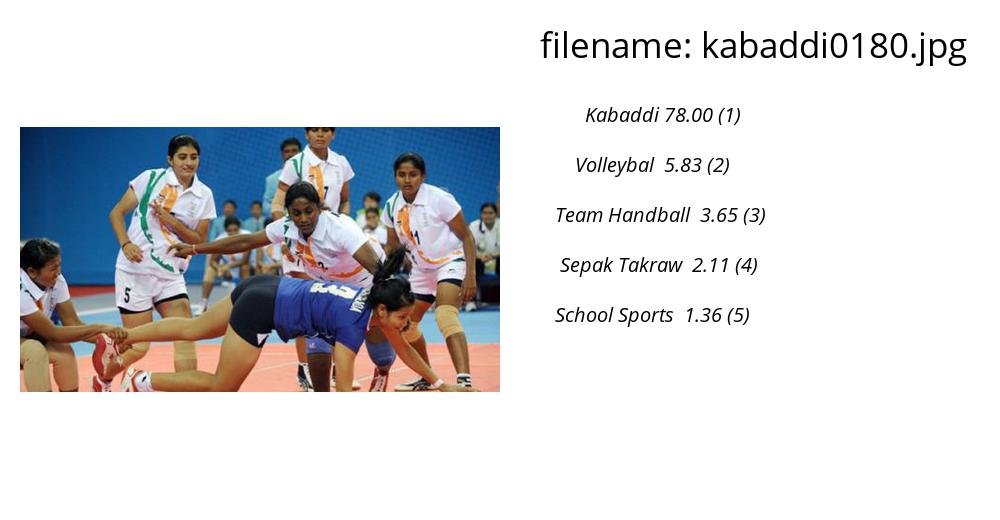 filename: kabaddi0180.jpg
Kabaddi 78.00 (1)
Volleybal 5.83 (2)
Team Handball 3.65 (3)
Sepak Takraw 2.11 (4)
School Sports 1.36 (5)
5